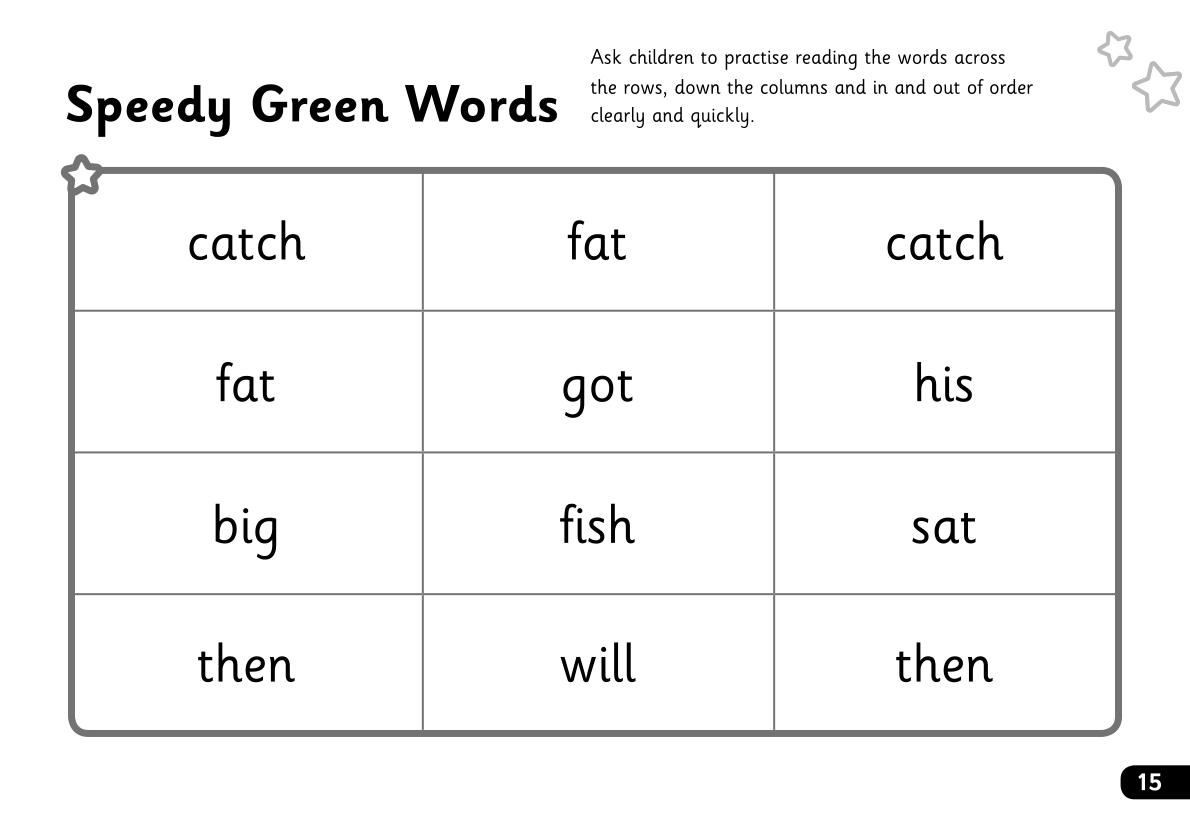 Speedy Green Words
Ask children to practise reading the words across
the rows, down the columns and in and out of order
clearly and quickly.
catch fat catch
fat got his
big fish sat
then will then
15